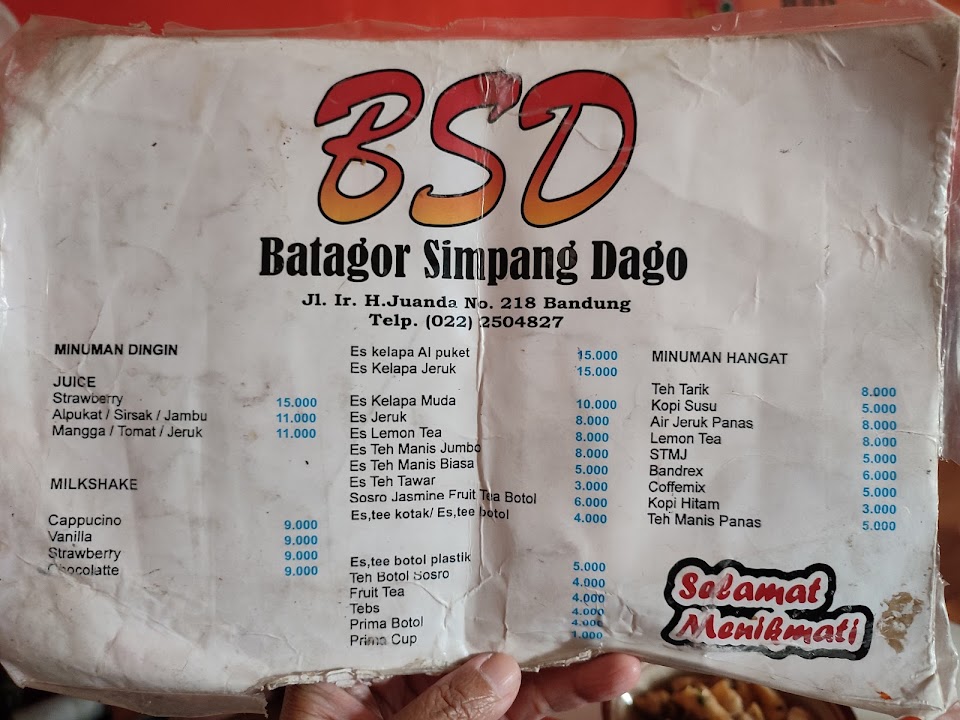 BSD
Batagor Simpang Dago
Jl. Ir. H.Juanda No. 218 Bandung
Telp. (022) 2504827
MINUMAN DINGIN
JUICE
Strawberry 15.000
Alpukat / Sirsak / Jambu 11.000
Mangga / Tomat / Jeruk 11.000
MILKSHAKE
Cappucino 9.000
Vanilla 9.000
Strawberry 9.000
Chocolatte 9.000
Es kelapa Al puket 15.000
Es Kelapa Jeruk 15.000
Es Kelapa Muda 10.000
Es Jeruk 8.000
Es Lemon Tea 8.000
Es Teh Manis Jumbo 8.000
Es Teh Manis Biasa 5.000
Es Teh Tawar 3.000
Sosro Jasmine Fruit Tea Botol 6.000
Es,tee kotak/ Es,tee botol 4.000
Es,tee botol plastik 5.000
Teh Botol Sosro 4.000
Fruit Tea 4.000
Tebs 4.000
Prima Botol 4.000
Prima Cup 1.000
MINUMAN HANGAT
Teh Tarik 8.000
Kopi Susu 5.000
Air Jeruk Panas 8.000
Lemon Tea 8.000
STMJ 8.000
Bandrex 6.000
Coffemix 5.000
Kopi Hitam 3.000
Teh Manis Panas 5.000
Selamat
Menikmati